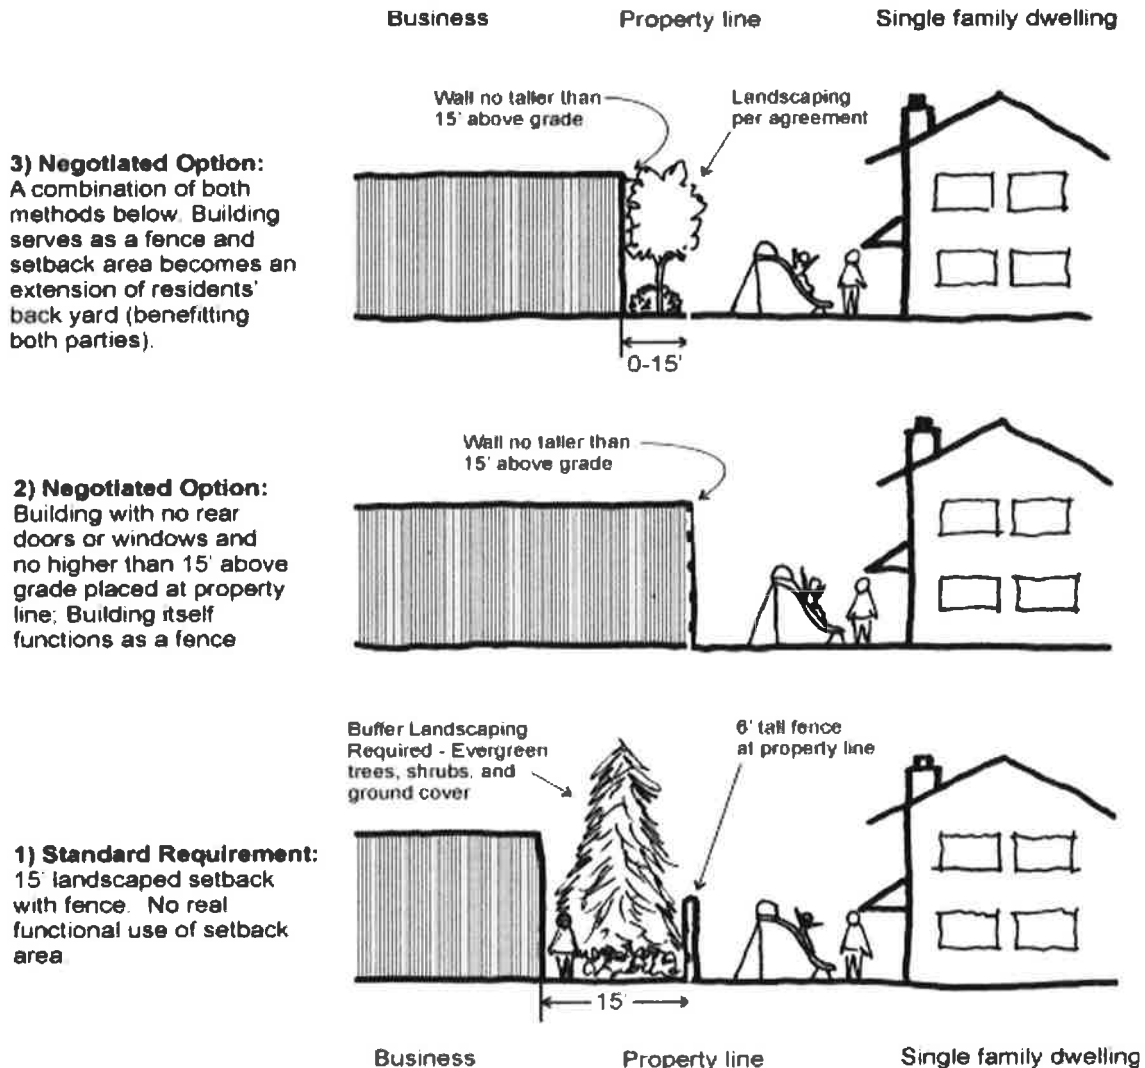 Business Property line Single family dwelling
Wall no taller than
15' above grade
Landscaping
per agreement
3) Negotiated Option:
A combination of both
methods below. Building
serves as a fence and
setback area becomes an
extension of residents'
back yard (benefitting
both parties).
0-15'
Wall no taller than
15' above grade
2) Negotiated Option:
Building with no rear
doors or windows and
no higher than 15' above
grade placed at property
line; Building itself
functions as a fence
Buffer Landscaping
Required - Evergreen
trees, shrubs, and
ground cover
6' tall fence
at property line
1) Standard Requirement:
15' landscaped setback
with fence. No real
functional use of setback
area
15'
Business Property line Single family dwelling